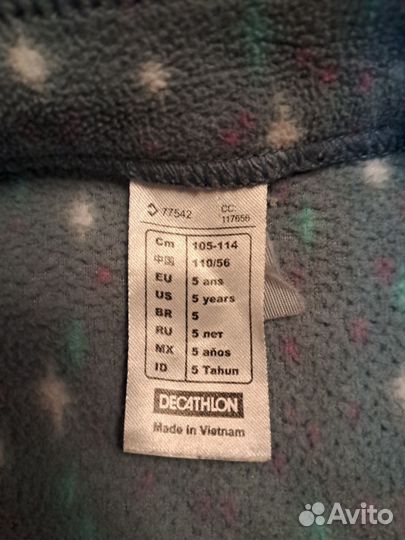 77542 CC: 117656
Cm 105-114
中国 110/56
EU 5 ans
US 5 years
BR 5
RU 5 лет
MX 5 años
ID 5 Tahun
DECATHLON
Made in Vietnam
Avito